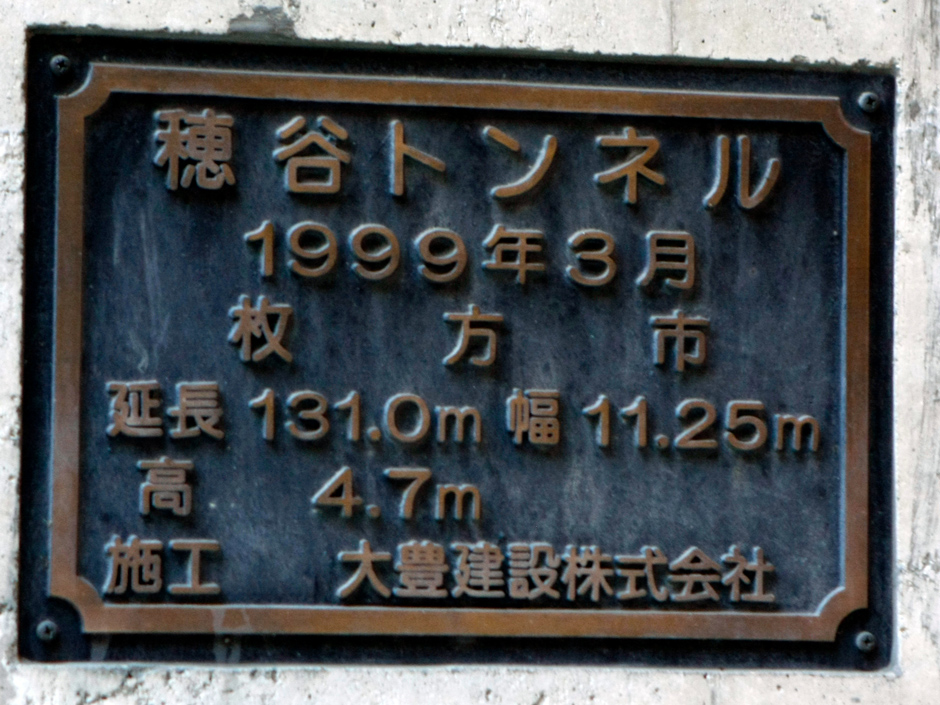 穂谷トンネル
1999年3月
枚方市
延長 131.0m 幅 11.25m
高 4.7m
施工 大豊建設株式会社